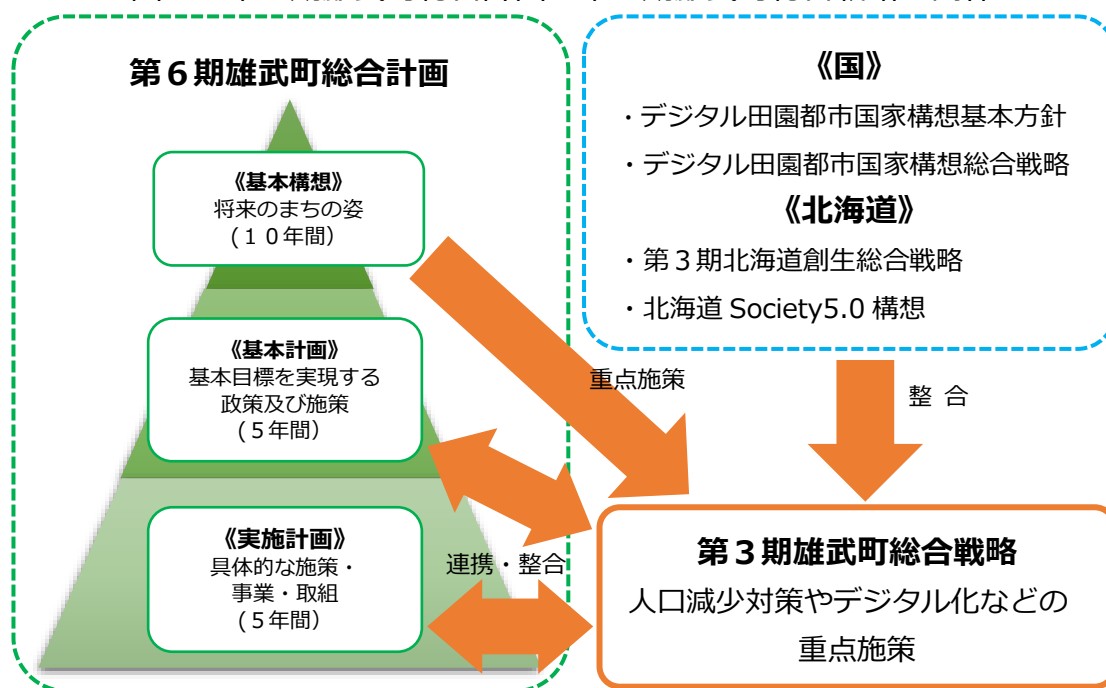 第６期雄武町総合計画
《基本構想》
将来のまちの姿
(１０年間)
《基本計画》
基本目標を実現する
政策及び施策
(５年間)
《実施計画》
具体的な施策・
事業・取組
(５年間)
《国》
・デジタル田園都市国家構想基本方針
・デジタル田園都市国家構想総合戦略
《北海道》
・第３期北海道創生総合戦略
・北海道 Society5.0 構想
重点施策
整 合
連携・整合
第３期雄武町総合戦略
人口減少対策やデジタル化などの
重点施策